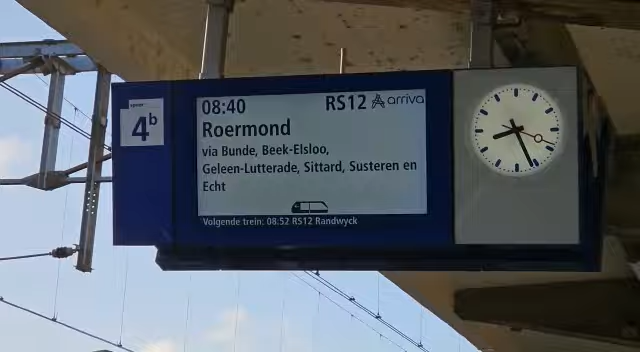 spoor
4b
08:40 RS12 arriva
Roermond
via Bunde, Beek-Elsloo,
Geleen-Lutterade, Sittard, Susteren en
Echt
Volgende trein: 08:52 RS12 Randwyck